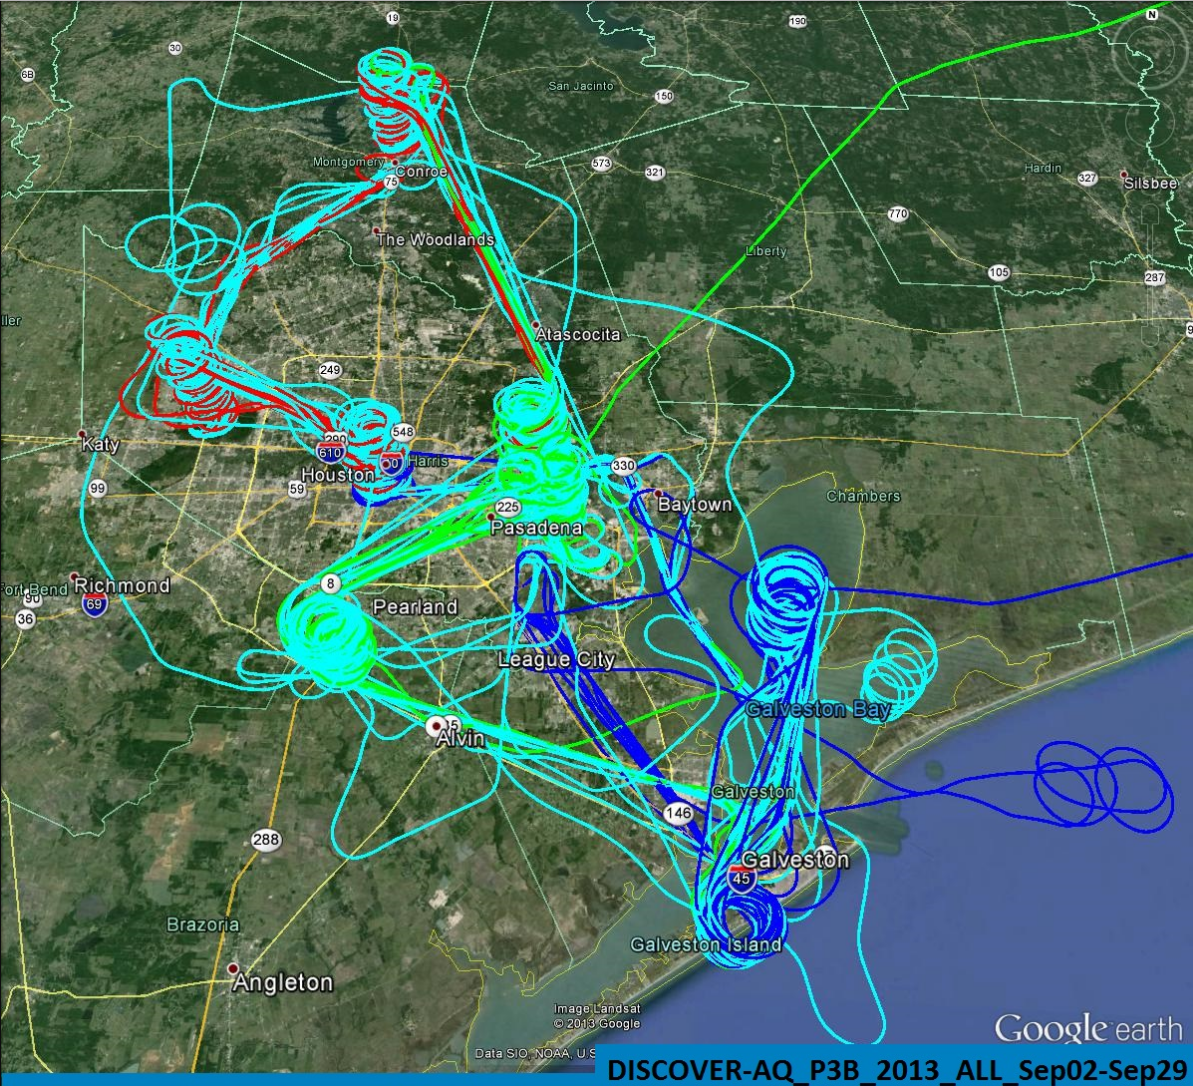 N
19
30
190
6B
San Jacinto
150
573
321
Montgomery
Conroe
75
Hardin
327
Silsbee
770
The Woodlands
Liberty
105
287
ller
Atascocita
249
Katy
290
548
610
Harris
Houston
330
99
59
Chambers
Baytown
225
Pasadena
Fort Bend
Richmond
8
90
69
36
Pearland
League City
Galveston Bay
Alvin
Galveston
146
288
Galveston
45
Brazoria
Galveston Island
Angleton
Image Landsat
© 2013 Google
Google earth
Data SIO, NOAA, U.S
DISCOVER-AQ_P3B_2013_ALL_Sep02-Sep29